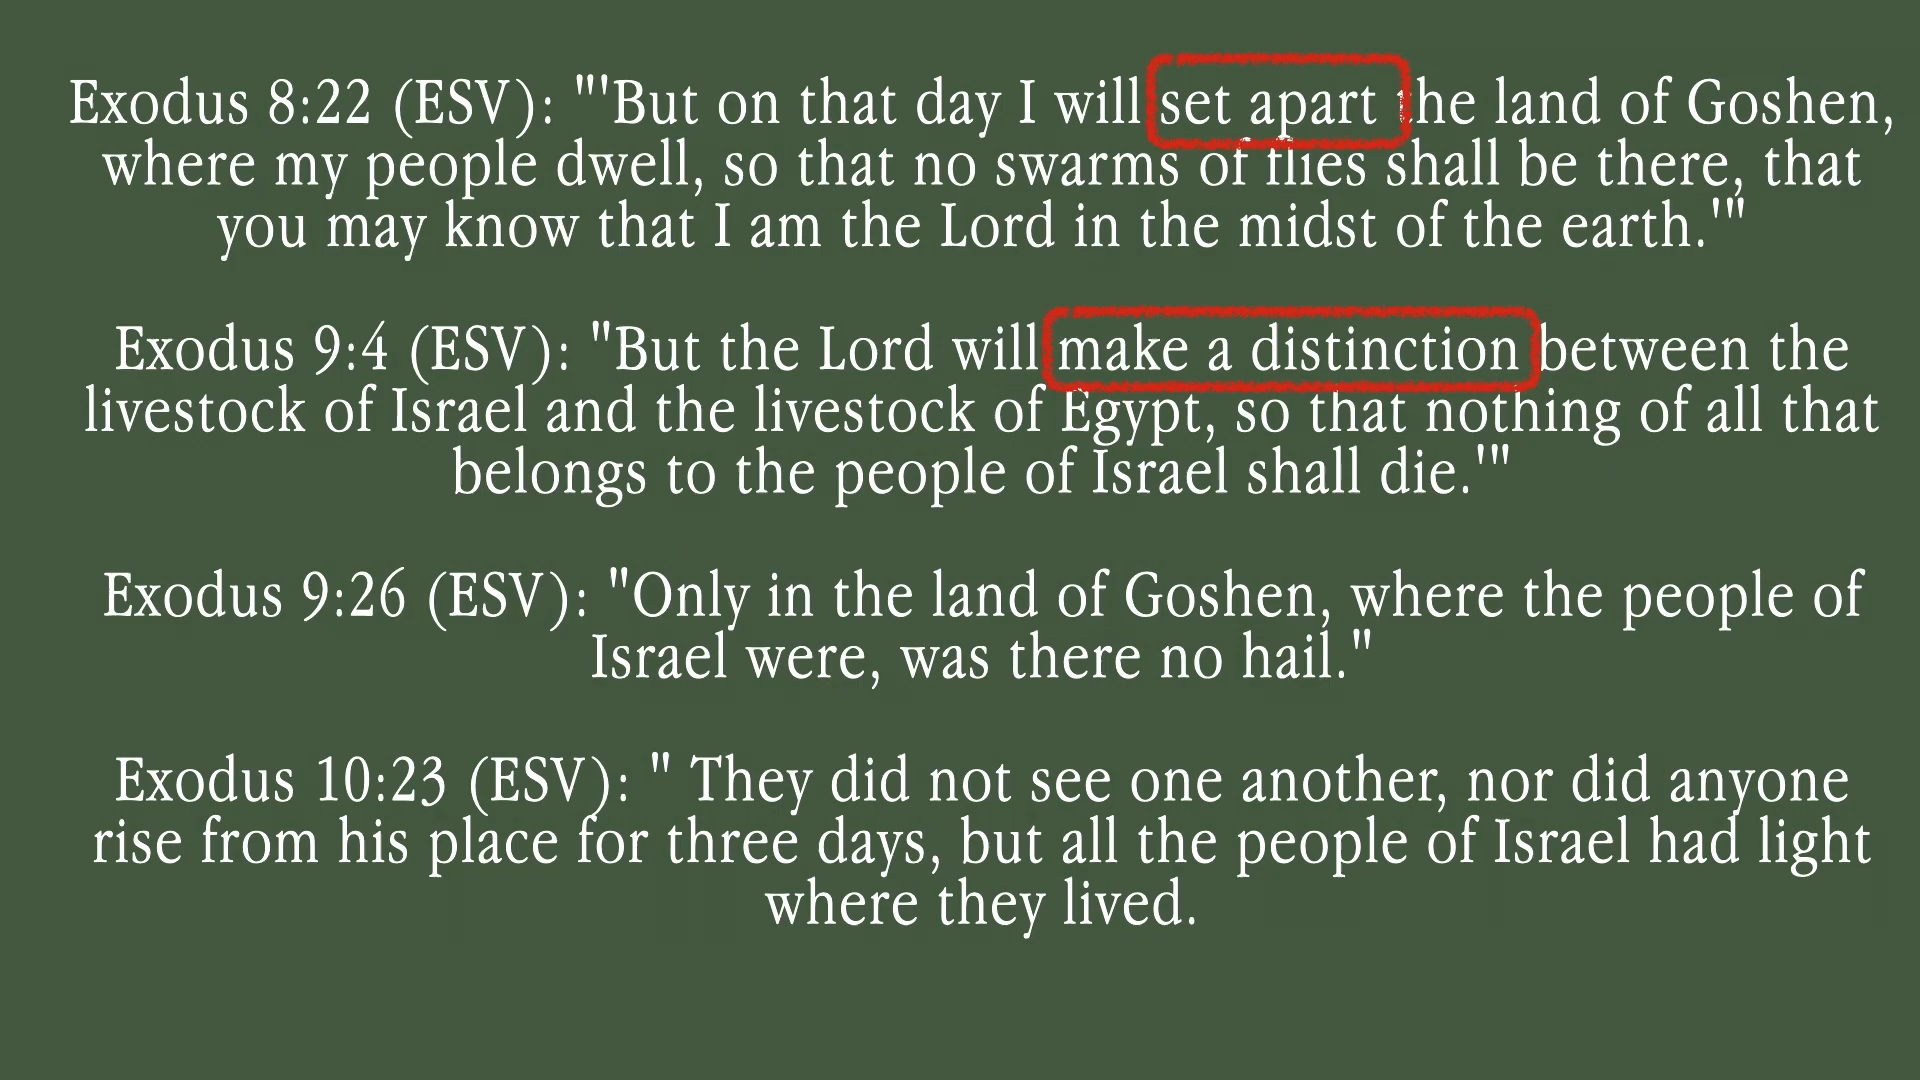 Exodus 8:22 (ESV): "'But on that day I will set apart the land of Goshen,
where my people dwell, so that no swarms of flies shall be there, that
you may know that I am the Lord in the midst of the earth.'"
Exodus 9:4 (ESV): "But the Lord will make a distinction between the
livestock of Israel and the livestock of Egypt, so that nothing of all that
belongs to the people of Israel shall die.'"
Exodus 9:26 (ESV): "Only in the land of Goshen, where the people of
Israel were, was there no hail."
Exodus 10:23 (ESV): " They did not see one another, nor did anyone
rise from his place for three days, but all the people of Israel had light
where they lived.